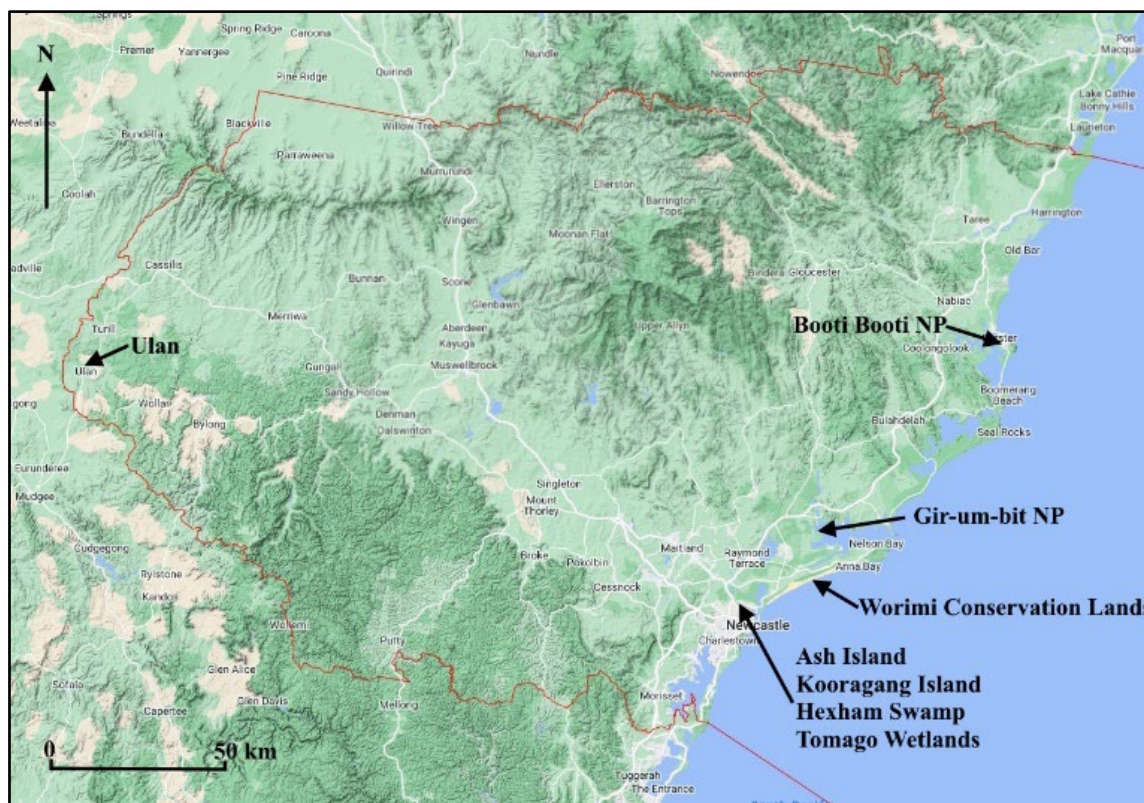 Springs
Premer
Yannergee
Spring Ridge
Caroona
Pine Ridge
Quirindi
Nundle
Nowendoc
Port
Macquar
Lake Cathie
Bonny Hills
Laurieton
N
Bundella
Blackville
Willow Tree
Parraweena
Murrurundi
Coolah
Ellerston
Barrington
Tops
Wingen
Moonan Flat
Taree
Harrington
Old Bar
Cassilis
Bunnan
Scone
Glenbawn
Gloucester
Nabiac
Merriwa
Aberdeen
Kayuga
Upper Allyn
Booti Booti NP
Coolongolook
Turill
Ulan
Ulan
Gungal
Muswellbrook
Sandy Hollow
Boomerang
Beach
Wollar
Bylong
Denman
Dalswinton
Bulahdelah
Seal Rocks
Eurunderee
Mudgee
Singleton
Mount
Thorley
Gir-um-bit NP
Cudgegong
Broke
Pokolbin
Maitland
Raymond
Terrace
Nelson Bay
Anna Bay
Rylstone
Kandos
Cessnock
Worimi Conservation Lands
Wollemi
Newcastle
Charlestown
Putty
Ash Island
Kooragang Island
Hexham Swamp
Tomago Wetlands
Glen Alice
Sofala
Glen Davis
Mellong
Morisset
Capertee
0
50 km
Tuggerah
The Entrance